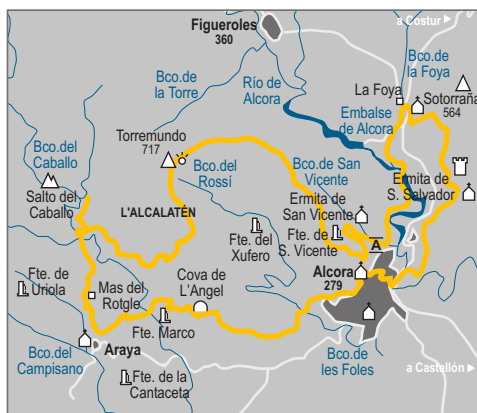 a Costur
Figueroles
360
Bco.de
la Foya
Bco.de
la Torre
Río de
Alcora
La Foya
Sotorraña
564
Embalse
de Alcora
Torremundo
717
Bco.del
Caballo
Bco.del
Rossí
Bco.de San
Vicente
Ermita de
S. Salvador
Salto del
Caballo
Ermita de
San Vicente
L'ALCALATÉN
Fte. del
Xufero
Fte. de
S. Vicente
A
Fte. de
Uriola
Mas del
Rotgle
Cova de
L'Angel
Alcora
279
Fte. Marco
Araya
Bco.del
Campisano
Bco.de
les Foles
Fte. de la
Cantaceta
a Castellón